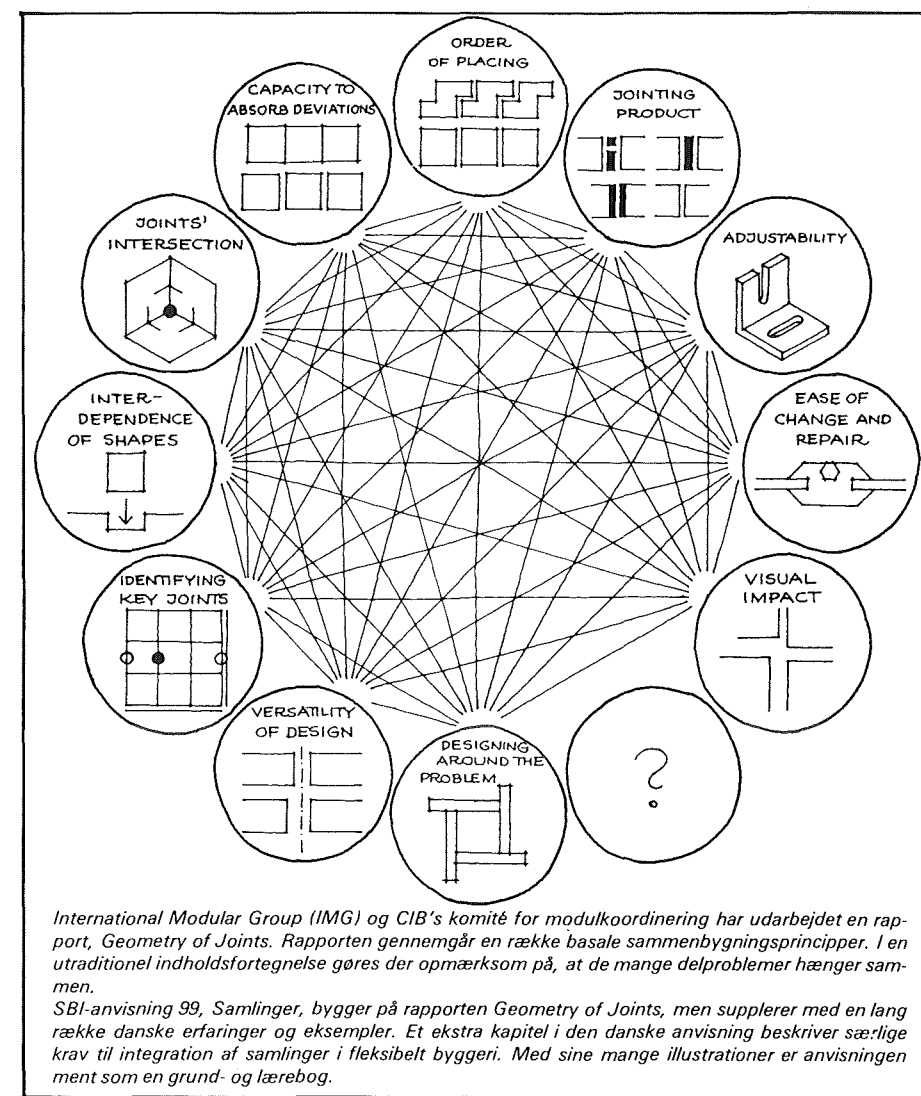 ORDER
OF PLACING
CAPACITY TO
ABSORB DEVIATIONS
JOINTING
PRODUCT
JOINTS'
INTERSECTION
ADJUSTABILITY
INTER-
DEPENDENCE
OF SHAPES
EASE OF
CHANGE AND
REPAIR
IDENTIFYING
KEY JOINTS
VISUAL
IMPACT
VERSATILITY
OF DESIGN
DESIGNING
AROUND THE
PROBLEM
?
International Modular Group (IMG) og CIB's komité for modulkoordinering har udarbejdet en rap-
port, Geometry of Joints. Rapporten gennemgår en række basale sammenbygningsprincipper. I en
utraditionel indholdsfortegnelse gøres der opmærksom på, at de mange delproblemer hænger sam-
men.
SBI-anvisning 99, Samlinger, bygger på rapporten Geometry of Joints, men supplerer med en lang
række danske erfaringer og eksempler. Et ekstra kapitel i den danske anvisning beskriver særlige
krav til integration af samlinger i fleksibelt byggeri. Med sine mange illustrationer er anvisningen
ment som en grund- og lærebog.